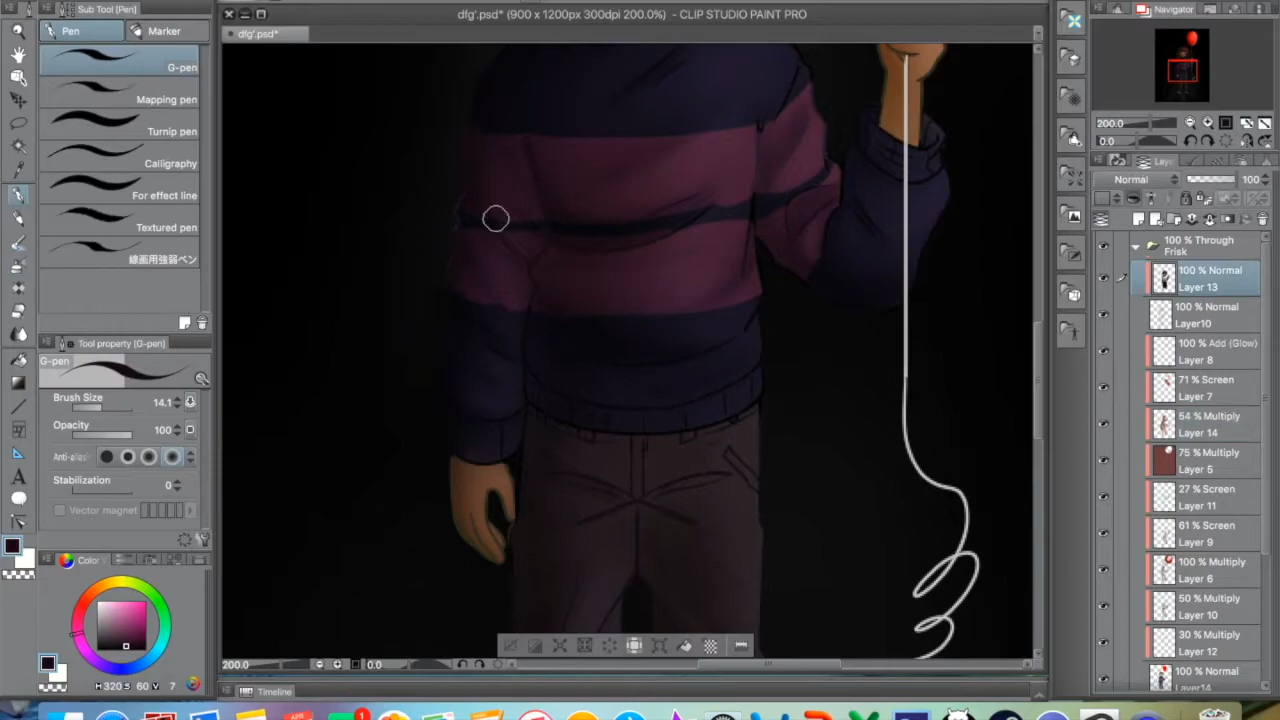 Sub Tool [Pen]
Pen
Marker
G-pen
Mapping pen
Turnip pen
Calligraphy
For effect line
Textured pen
線画用強弱ペン
Tool property [G-pen]
G-pen
Brush Size
14.1
Opacity
100
Anti-alias
Stabilization
0
Vector magnet
Color
H 320 S 60 V 7
dfg'.psd* (900 x 1200px 300dpi 200.0%) - CLIP STUDIO PAINT PRO
dfg'.psd*
200.0
0.0
Timeline
Navigator
200.0
0.0
Laye
Normal
100
100 % Through
Frisk
100 % Normal
Layer 13
100 % Normal
Layer10
100 % Add (Glow)
Layer 8
71 % Screen
Layer 7
54 % Multiply
Layer 14
75 % Multiply
Layer 5
27 % Screen
Layer 11
61 % Screen
Layer 9
100 % Multiply
Layer 6
50 % Multiply
Layer 10
30 % Multiply
Layer 12
100 % Normal
Layer14